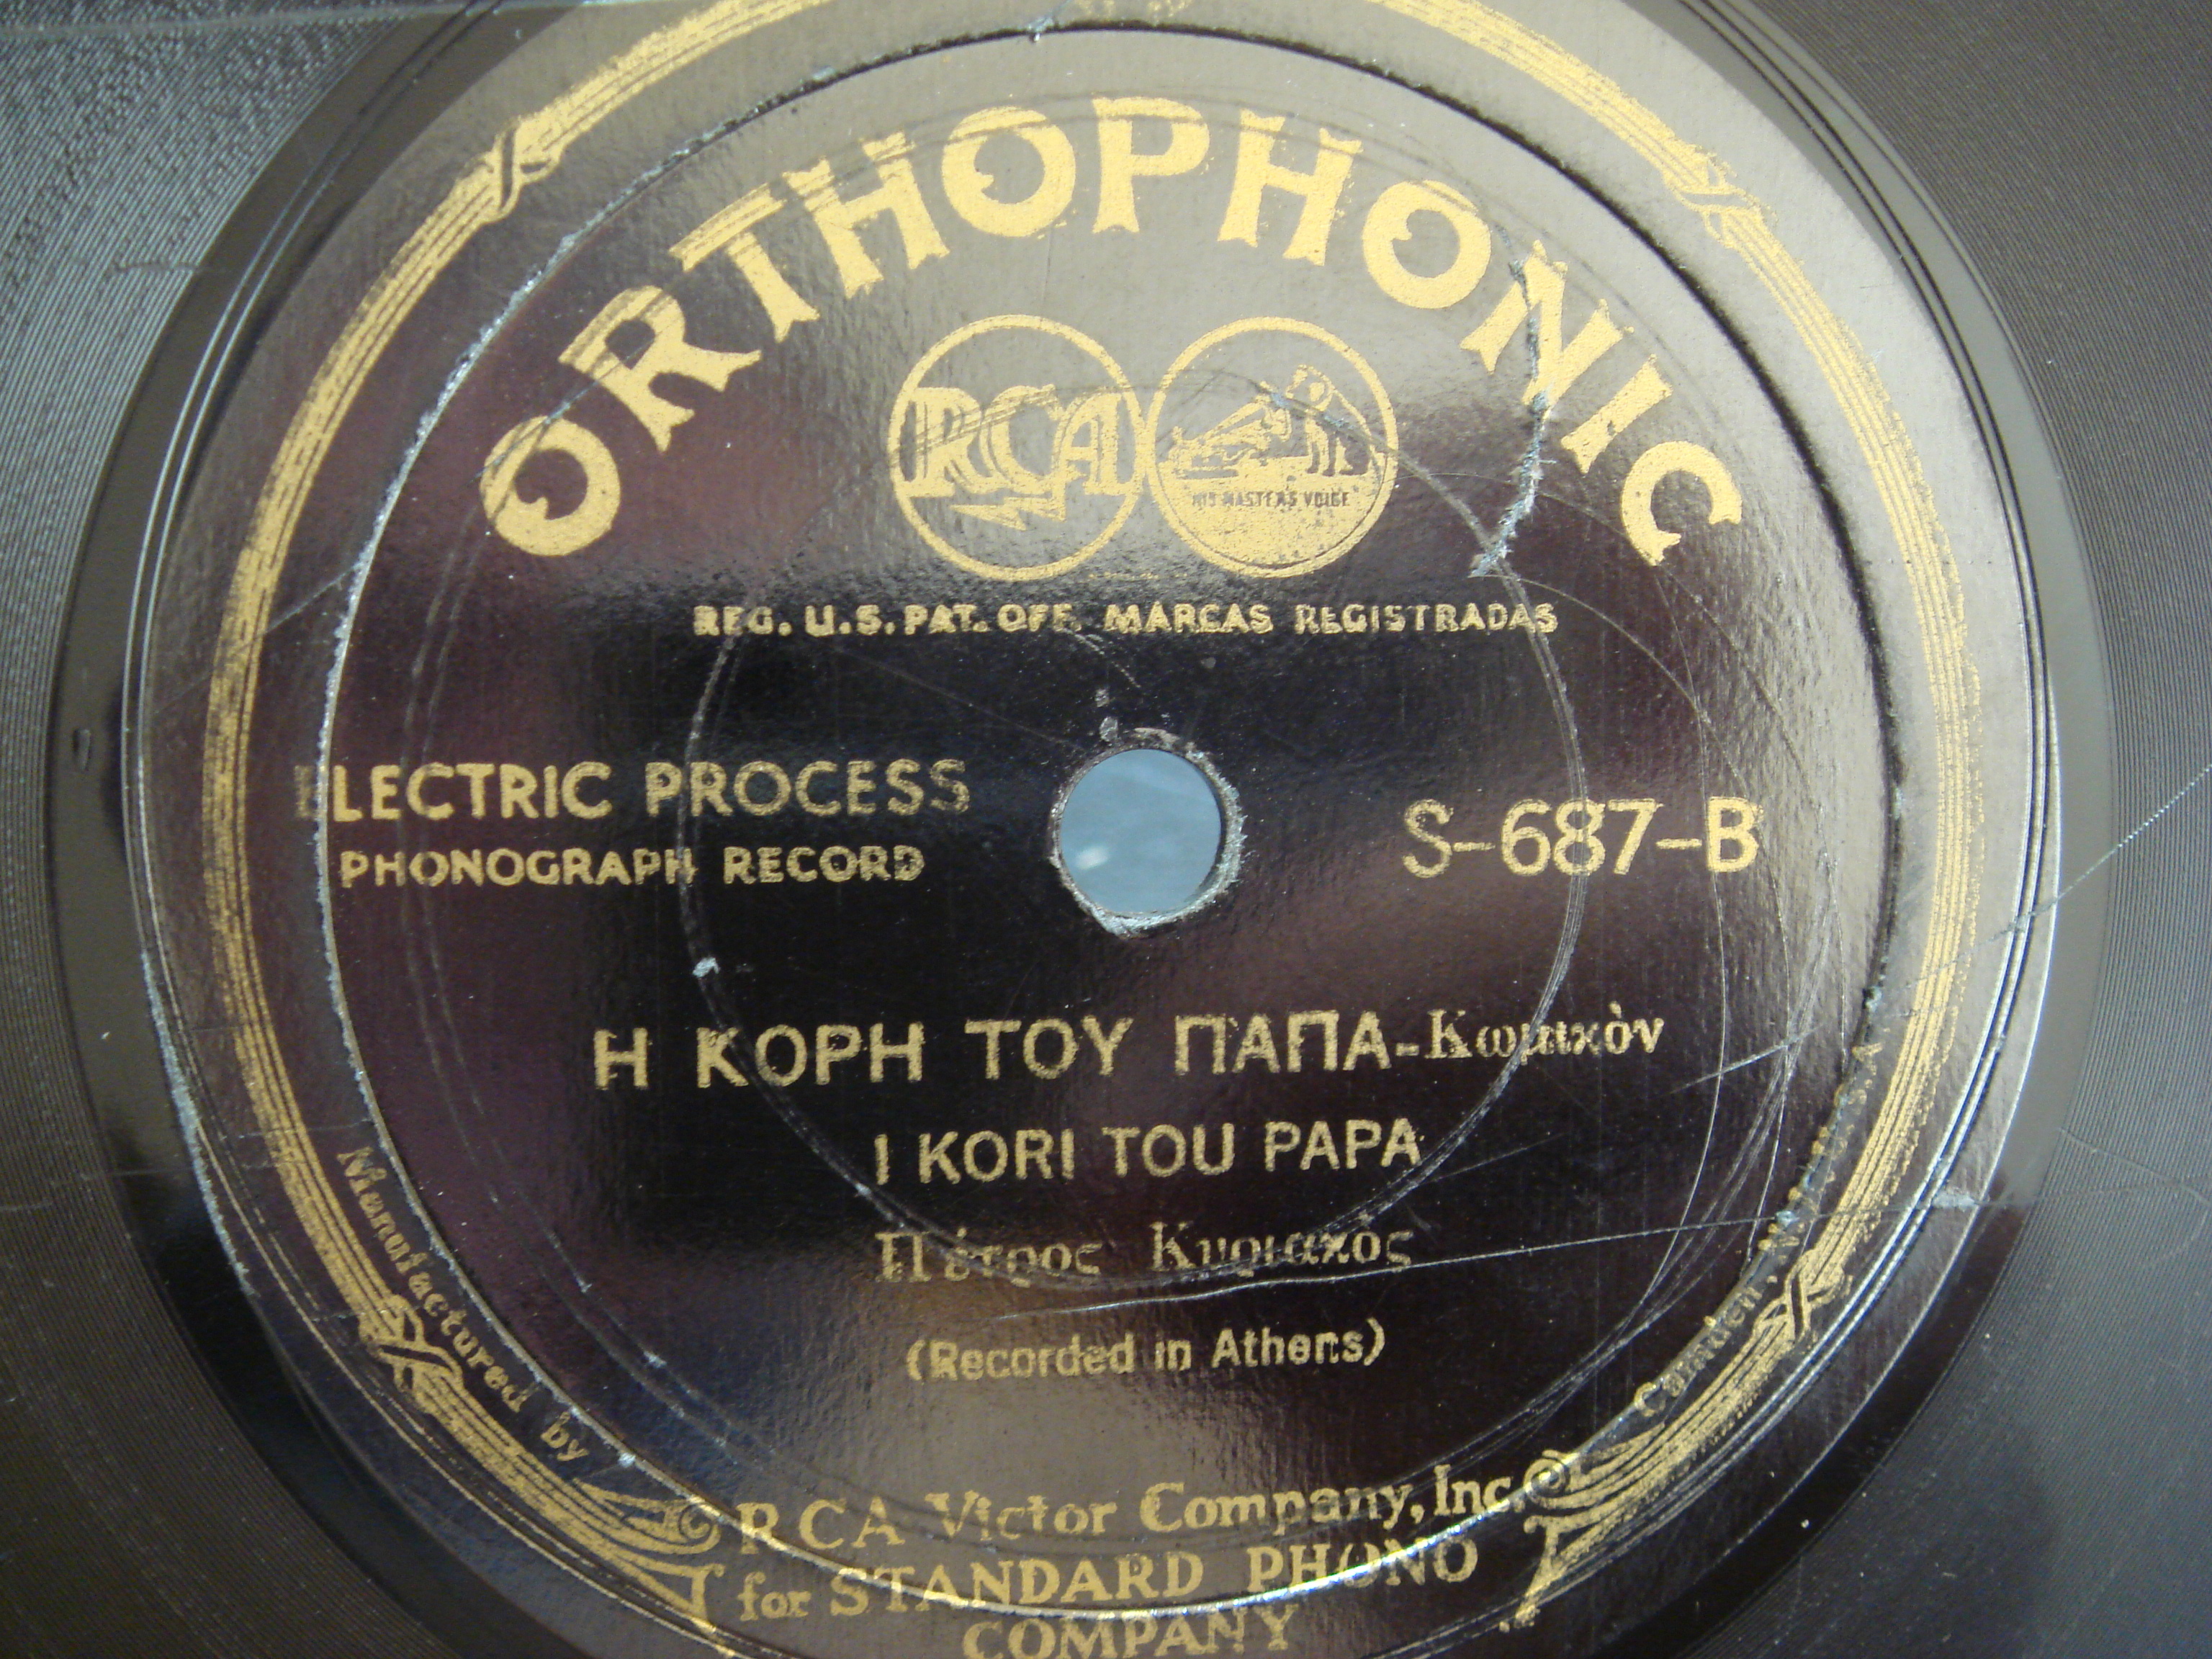 ORTHOPHONIC
RCA
HIS MASTERS VOICE
REG. U.S. PAT. OFF. MARCAS REGISTRADAS
ELECTRIC PROCESS
PHONOGRAPH RECORD
S-687-B
Η ΚΟΡΗ ΤΟΥ ΠΑΠΑ-Κωμικὸν
I KORI TOU PAPA
Πέτρος Κυριακὸς
(Recorded in Athens)
Manufactured by
RCA Victor Company, Inc.
Camden, N.J., U.S.A.
for STANDARD PHONO
COMPANY